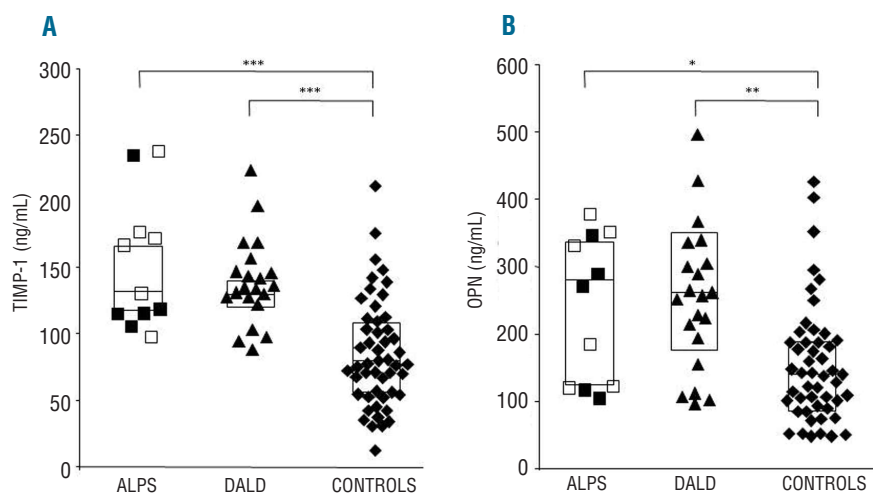 A
TIMP-1 (ng/mL)
300
250
200
150
100
50
0
***
***
ALPS
DALD
CONTROLS
B
OPN (ng/mL)
600
500
400
300
200
100
0
*
**
ALPS
DALD
CONTROLS